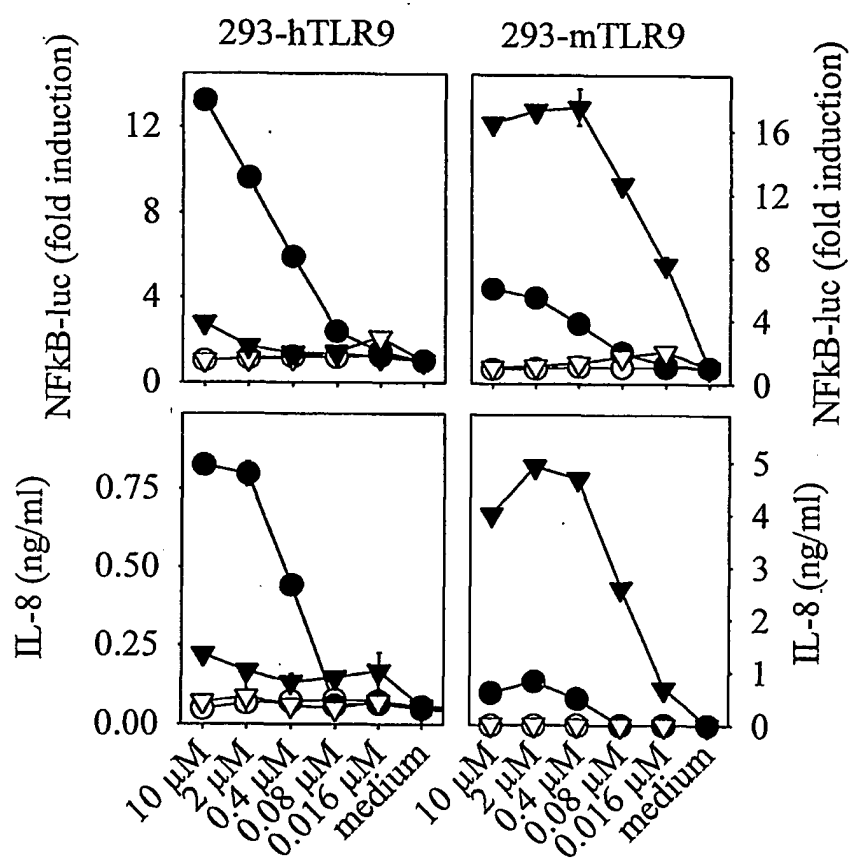 293-hTLR9
293-mTLR9
NFkB-luc (fold induction)
12
8
4
0
16
12
8
4
0
NFkB-luc (fold induction)
IL-8 (ng/ml)
0.75
0.50
0.25
0.00
5
4
3
2
1
0
IL-8 (ng/ml)
10 µM
2 µM
0.4 µM
0.08 µM
0.016 µM
medium
10 µM
2 µM
0.4 µM
0.08 µM
0.016 µM
medium